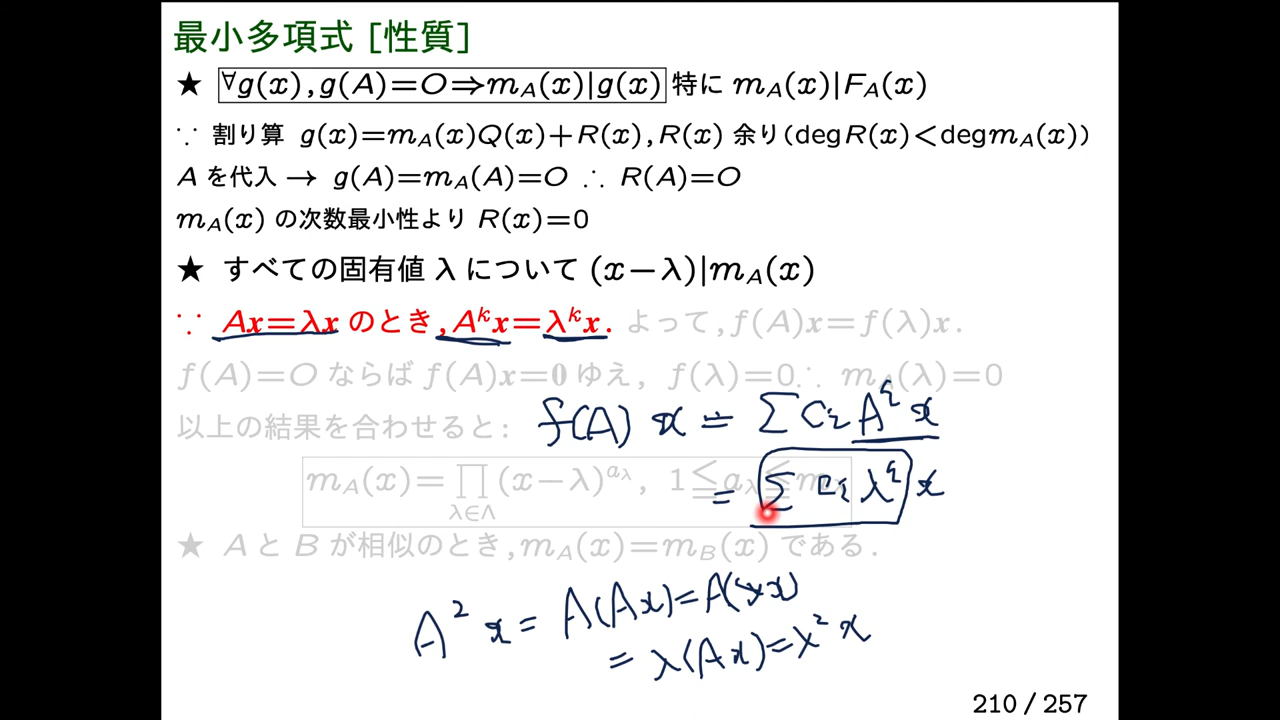 最小多項式 [性質]
★ ∀g(x), g(A)=O⇒m_A(x)|g(x) 特に m_A(x)|F_A(x)
∵ 割り算 g(x)=m_A(x)Q(x)+R(x), R(x) 余り(deg R(x)<deg m_A(x))
A を代入 → g(A)=m_A(A)=O ∴ R(A)=O
m_A(x) の次数最小性より R(x)=0
★ すべての固有値 λ について (x−λ)|m_A(x)
∵ Ax=λx のとき, A^k x=λ^k x. よって, f(A)x=f(λ)x.
f(A)=O ならば f(A)x=0 ゆえ, f(λ)=0∴ m_A(λ)=0
以上の結果を合わせると:
f(A) x = Σ c_i A^i x
m_A(x)=∏_{λ∈Λ}(x−λ)^{a_λ}, 1≦a_λ≦m
= Σ c_i λ^i x
★ A と B が相似のとき, m_A(x)=m_B(x) である.
A² x = A(Ax)=A(λx)
= λ(Ax)=λ² x
210 / 257